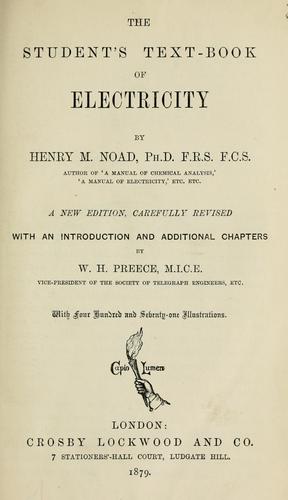 THE
STUDENT'S TEXT-BOOK
OF
ELECTRICITY
BY
HENRY M. NOAD, PH.D. F.R.S. F.C.S.
AUTHOR OF 'A MANUAL OF CHEMICAL ANALYSIS,'
'A MANUAL OF ELECTRICITY,' ETC. ETC.
A NEW EDITION, CAREFULLY REVISED
WITH AN INTRODUCTION AND ADDITIONAL CHAPTERS
BY
W. H. PREECE, M.I.C.E.
VICE-PRESIDENT OF THE SOCIETY OF TELEGRAPH ENGINEERS, ETC.
With Four Hundred and Seventy-one Illustrations.
Capio Lumen
LONDON:
CROSBY LOCKWOOD AND CO.
7 STATIONERS'-HALL COURT, LUDGATE HILL.
1879.